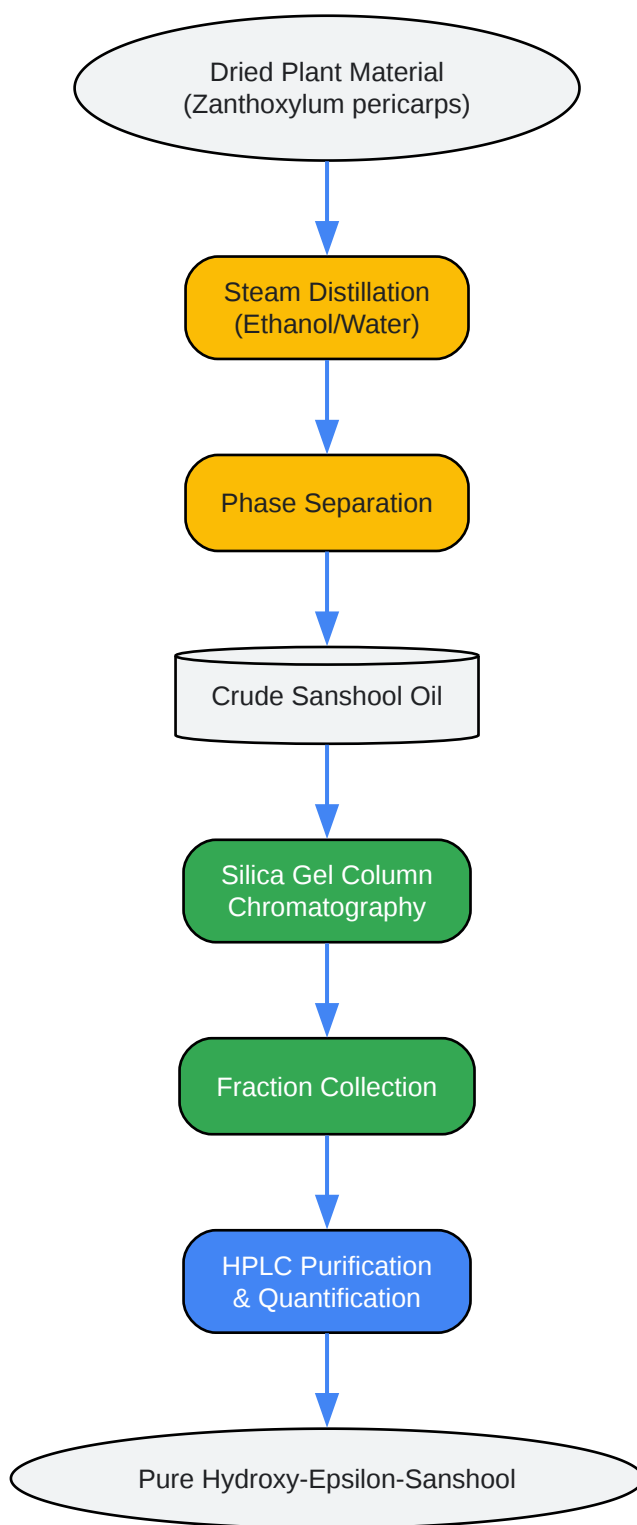 Dried Plant Material
(Zanthoxylum pericarps)
Steam Distillation
(Ethanol/Water)
Phase Separation
Crude Sanshool Oil
Silica Gel Column
Chromatography
Fraction Collection
HPLC Purification
& Quantification
Pure Hydroxy-Epsilon-Sanshool